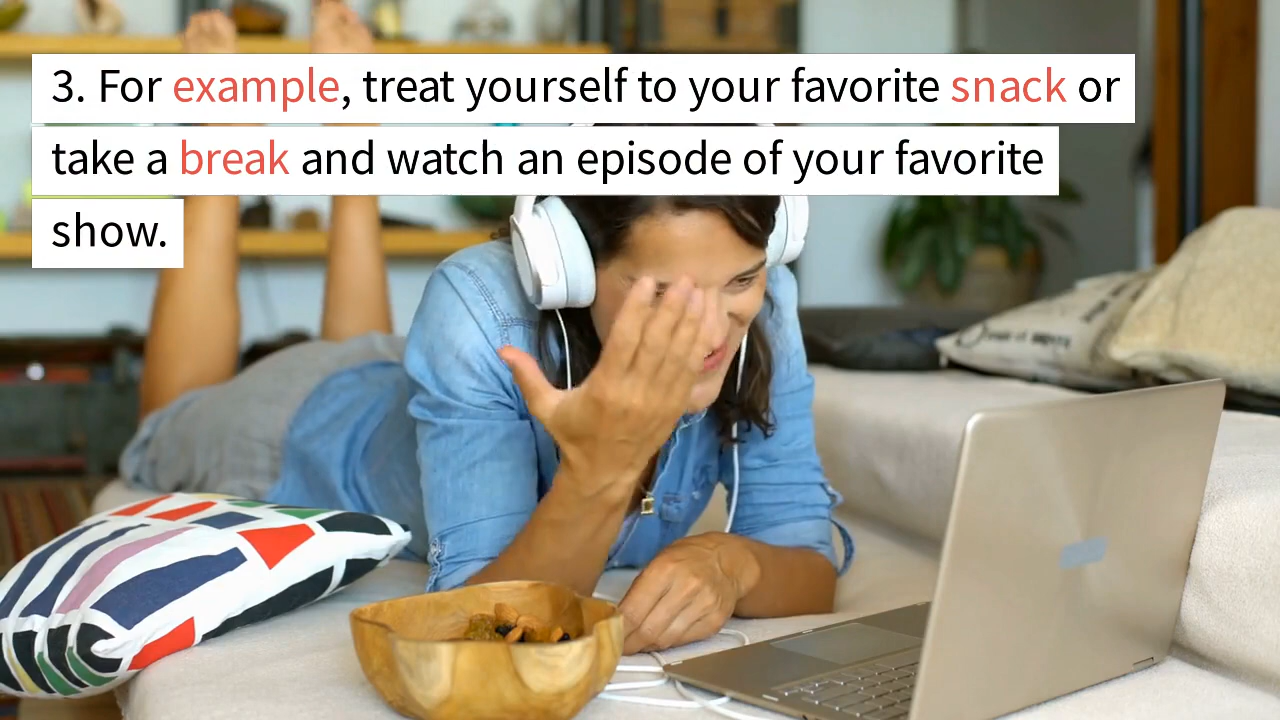 3. For example, treat yourself to your favorite snack or
take a break and watch an episode of your favorite
show.